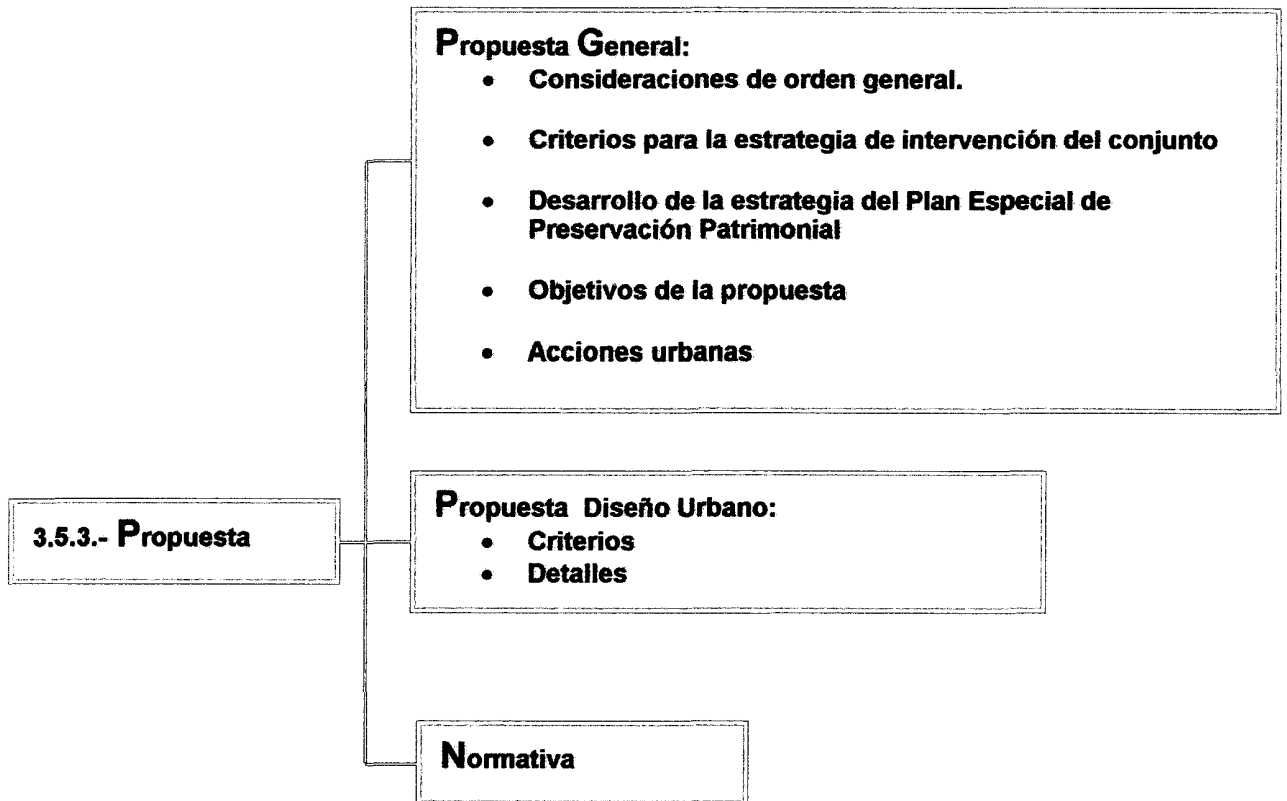 Propuesta General:
• Consideraciones de orden general.
• Criterios para la estrategia de intervención del conjunto
• Desarrollo de la estrategia del Plan Especial de
Preservación Patrimonial
• Objetivos de la propuesta
• Acciones urbanas
3.5.3.- Propuesta
Propuesta Diseño Urbano:
• Criterios
• Detalles
Normativa